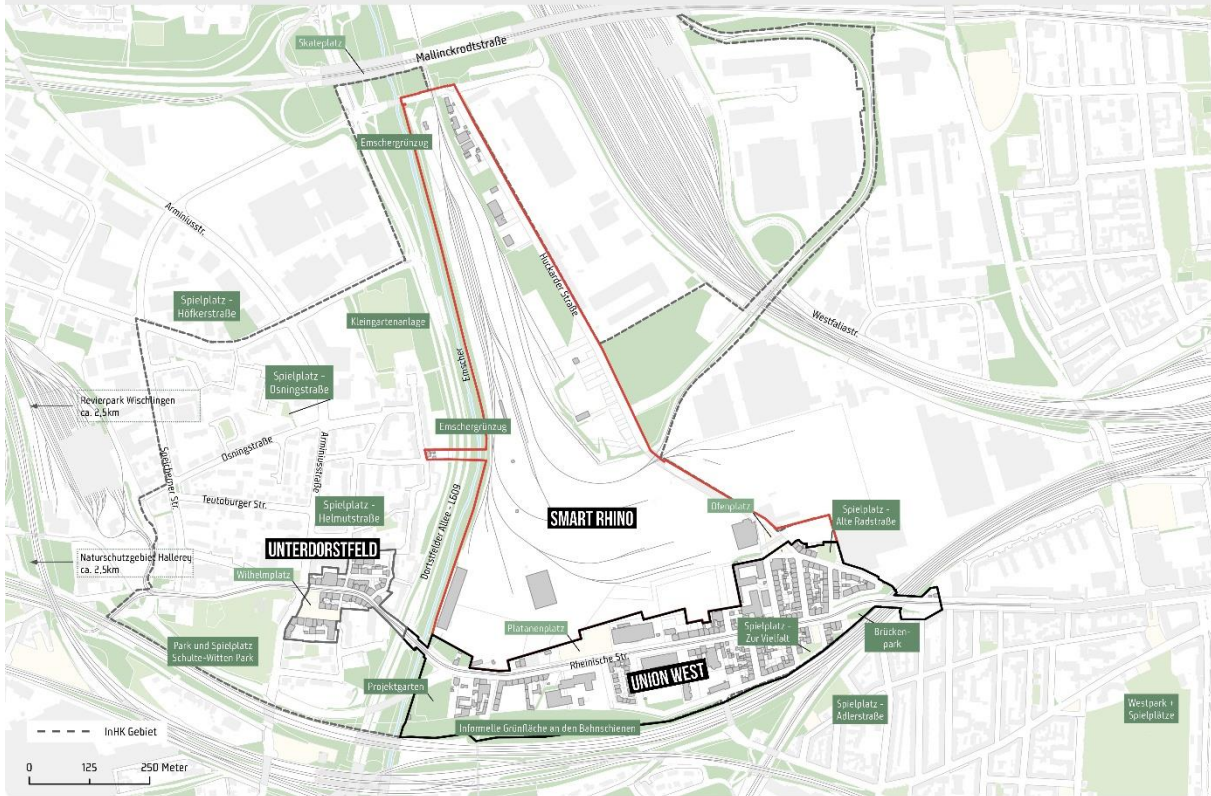 Skateplatz
Mallinckrodtstraße
Emschergrünzug
Arminiusstr.
Huckarder Straße
Spielplatz -
Höfkerstraße
Kleingartenanlage
Westfaliastr.
Emscher
Spielplatz -
Osningstraße
Revierpark Wischlingen
ca. 2,5km
Emschergrünzug
Osningstraße
Arminiusstraße
Speicherner Str.
Teutoburger Str.
Spielplatz -
Helmutstraße
Dortstfelder Allee - L609
SMART RHINO
Ofenplatz
Spielplatz -
Alte Radstraße
UNTERDORSTFELD
Naturschutzgebiet Hallerey
ca. 2,5km
Wilhelmplatz
Platanenplatz
Spielplatz -
Zur Vielfalt
Brücken-
park
Park und Spielplatz
Schulte-Witten Park
Rheinische Str.
UNION WEST
Projektgarten
Spielplatz -
Adlerstraße
Westpark +
Spielplätze
Informelle Grünfläche an den Bahnschienen
InHK Gebiet
0 125 250 Meter